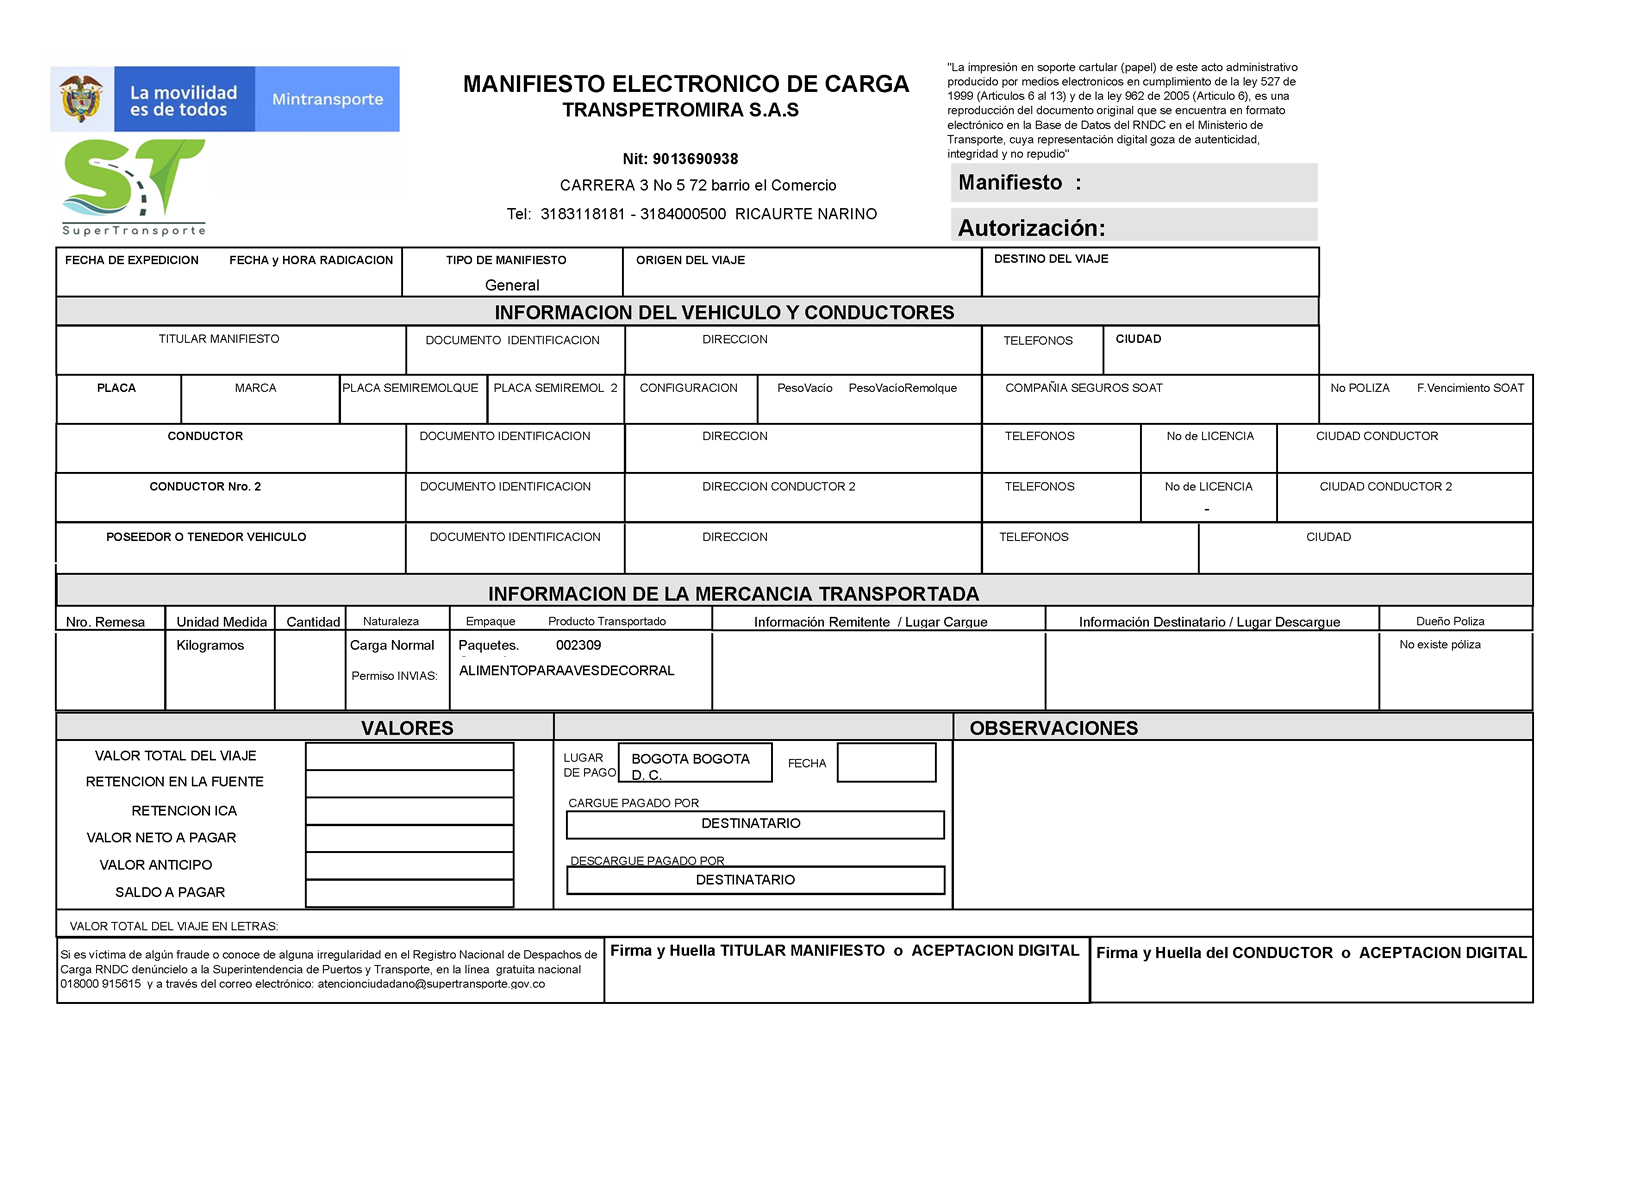 La movilidad
es de todos
Mintransporte
SuperTransporte
MANIFIESTO ELECTRONICO DE CARGA
TRANSPETROMIRA S.A.S
Nit: 9013690938
CARRERA 3 No 5 72 barrio el Comercio
Tel: 3183118181 - 3184000500 RICAURTE NARINO
"La impresión en soporte cartular (papel) de este acto administrativo
producido por medios electronicos en cumplimiento de la ley 527 de
1999 (Articulos 6 al 13) y de la ley 962 de 2005 (Articulo 6), es una
reproducción del documento original que se encuentra en formato
electrónico en la Base de Datos del RNDC en el Ministerio de
Transporte, cuya representación digital goza de autenticidad,
integridad y no repudio"
Manifiesto :
Autorización:
FECHA DE EXPEDICION FECHA y HORA RADICACION TIPO DE MANIFIESTO ORIGEN DEL VIAJE DESTINO DEL VIAJE
General
INFORMACION DEL VEHICULO Y CONDUCTORES
TITULAR MANIFIESTO DOCUMENTO IDENTIFICACION DIRECCION TELEFONOS CIUDAD
PLACA MARCA PLACA SEMIREMOLQUE PLACA SEMIREMOL 2 CONFIGURACION PesoVacio PesoVacioRemolque COMPAÑIA SEGUROS SOAT No POLIZA F.Vencimiento SOAT
CONDUCTOR DOCUMENTO IDENTIFICACION DIRECCION TELEFONOS No de LICENCIA CIUDAD CONDUCTOR
CONDUCTOR Nro. 2 DOCUMENTO IDENTIFICACION DIRECCION CONDUCTOR 2 TELEFONOS No de LICENCIA CIUDAD CONDUCTOR 2
-
POSEEDOR O TENEDOR VEHICULO DOCUMENTO IDENTIFICACION DIRECCION TELEFONOS CIUDAD
INFORMACION DE LA MERCANCIA TRANSPORTADA
Nro. Remesa Unidad Medida Cantidad Naturaleza Empaque Producto Transportado Información Remitente / Lugar Cargue Información Destinatario / Lugar Descargue Dueño Poliza
Kilogramos Carga Normal Paquetes. 002309 No existe póliza
Permiso INVIAS: ALIMENTOPARAAVESDECORRAL
VALORES OBSERVACIONES
VALOR TOTAL DEL VIAJE
RETENCION EN LA FUENTE
RETENCION ICA
VALOR NETO A PAGAR
VALOR ANTICIPO
SALDO A PAGAR
LUGAR
DE PAGO
BOGOTA BOGOTA
D. C.
FECHA
CARGUE PAGADO POR
DESTINATARIO
DESCARGUE PAGADO POR
DESTINATARIO
VALOR TOTAL DEL VIAJE EN LETRAS:
Si es víctima de algún fraude o conoce de alguna irregularidad en el Registro Nacional de Despachos de
Carga RNDC denúncielo a la Superintendencia de Puertos y Transporte, en la línea gratuita nacional
018000 915615 y a través del correo electrónico: atencionciudadano@supertransporte.gov.co
Firma y Huella TITULAR MANIFIESTO o ACEPTACION DIGITAL
Firma y Huella del CONDUCTOR o ACEPTACION DIGITAL